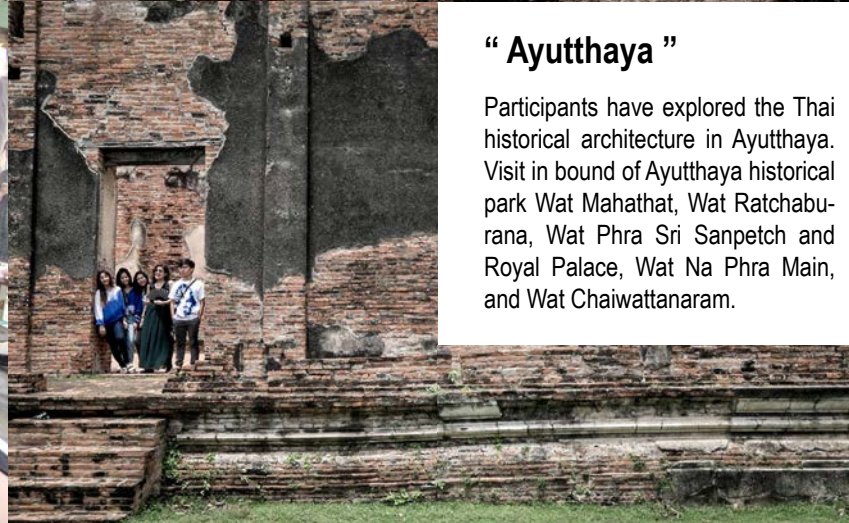 “ Ayutthaya ”
Participants have explored the Thai
historical architecture in Ayutthaya.
Visit in bound of Ayutthaya historical
park Wat Mahathat, Wat Ratchabu-
rana, Wat Phra Sri Sanpetch and
Royal Palace, Wat Na Phra Main,
and Wat Chaiwattanaram.